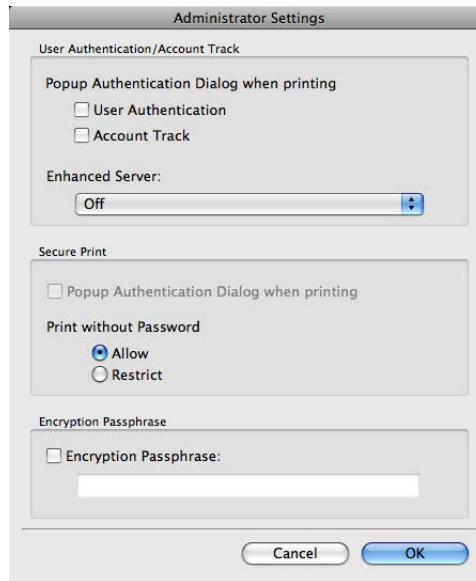 Administrator Settings
User Authentication/Account Track
Popup Authentication Dialog when printing
User Authentication
Account Track
Enhanced Server:
Off
Secure Print
Popup Authentication Dialog when printing
Print without Password
Allow
Restrict
Encryption Passphrase
Encryption Passphrase:
Cancel OK